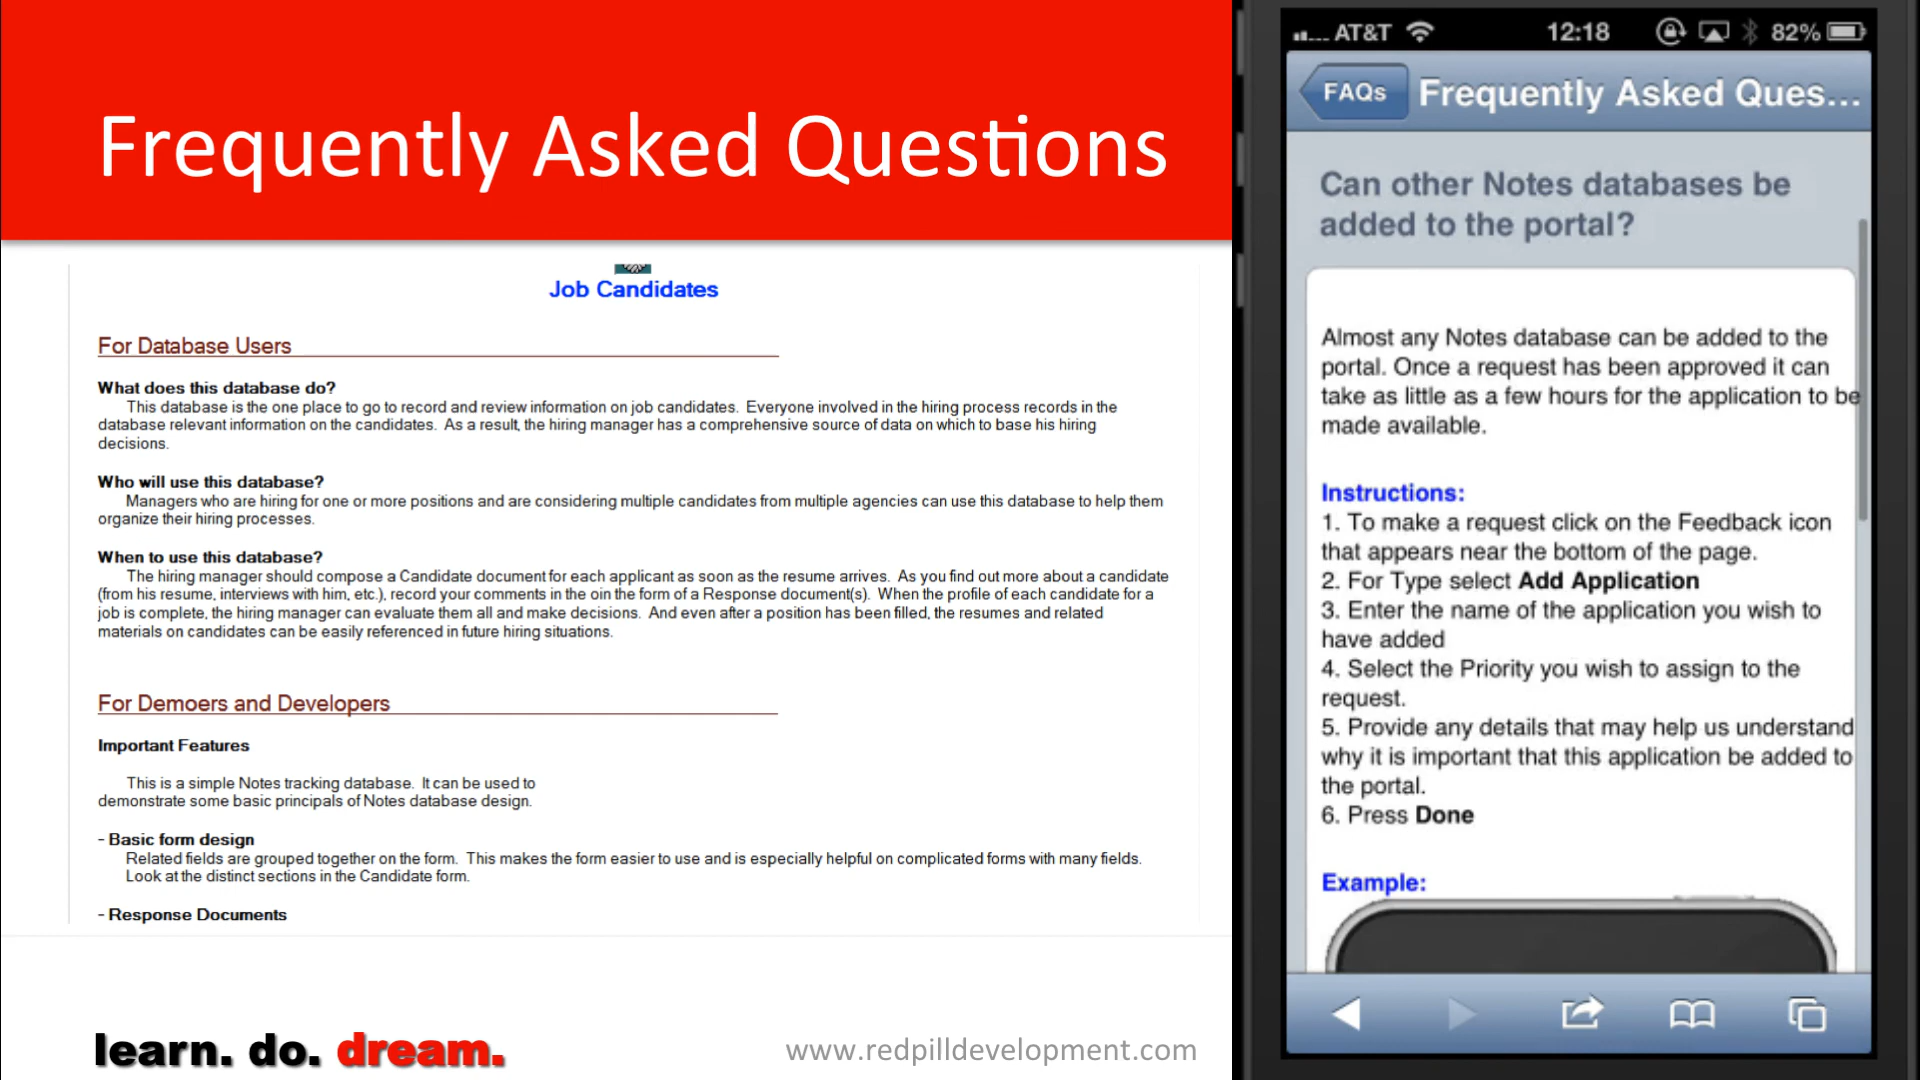 Frequently Asked Questions
Job Candidates
For Database Users
What does this database do?
This database is the one place to go to record and review information on job candidates. Everyone involved in the hiring process records in the
database relevant information on the candidates. As a result, the hiring manager has a comprehensive source of data on which to base his hiring
decisions.
Who will use this database?
Managers who are hiring for one or more positions and are considering multiple candidates from multiple agencies can use this database to help them
organize their hiring processes.
When to use this database?
The hiring manager should compose a Candidate document for each applicant as soon as the resume arrives. As you find out more about a candidate
(from his resume, interviews with him, etc.), record your comments in the oin the form of a Response document(s). When the profile of each candidate for a
job is complete, the hiring manager can evaluate them all and make decisions. And even after a position has been filled, the resumes and related
materials on candidates can be easily referenced in future hiring situations.
For Demoers and Developers
Important Features
This is a simple Notes tracking database. It can be used to
demonstrate some basic principals of Notes database design.
- Basic form design
Related fields are grouped together on the form. This makes the form easier to use and is especially helpful on complicated forms with many fields.
Look at the distinct sections in the Candidate form.
- Response Documents
learn. do. dream.
www.redpilldevelopment.com
AT&T 12:18 82%
FAQs Frequently Asked Ques...
Can other Notes databases be
added to the portal?
Almost any Notes database can be added to the
portal. Once a request has been approved it can
take as little as a few hours for the application to be
made available.
Instructions:
1. To make a request click on the Feedback icon
that appears near the bottom of the page.
2. For Type select Add Application
3. Enter the name of the application you wish to
have added
4. Select the Priority you wish to assign to the
request.
5. Provide any details that may help us understand
why it is important that this application be added to
the portal.
6. Press Done
Example: